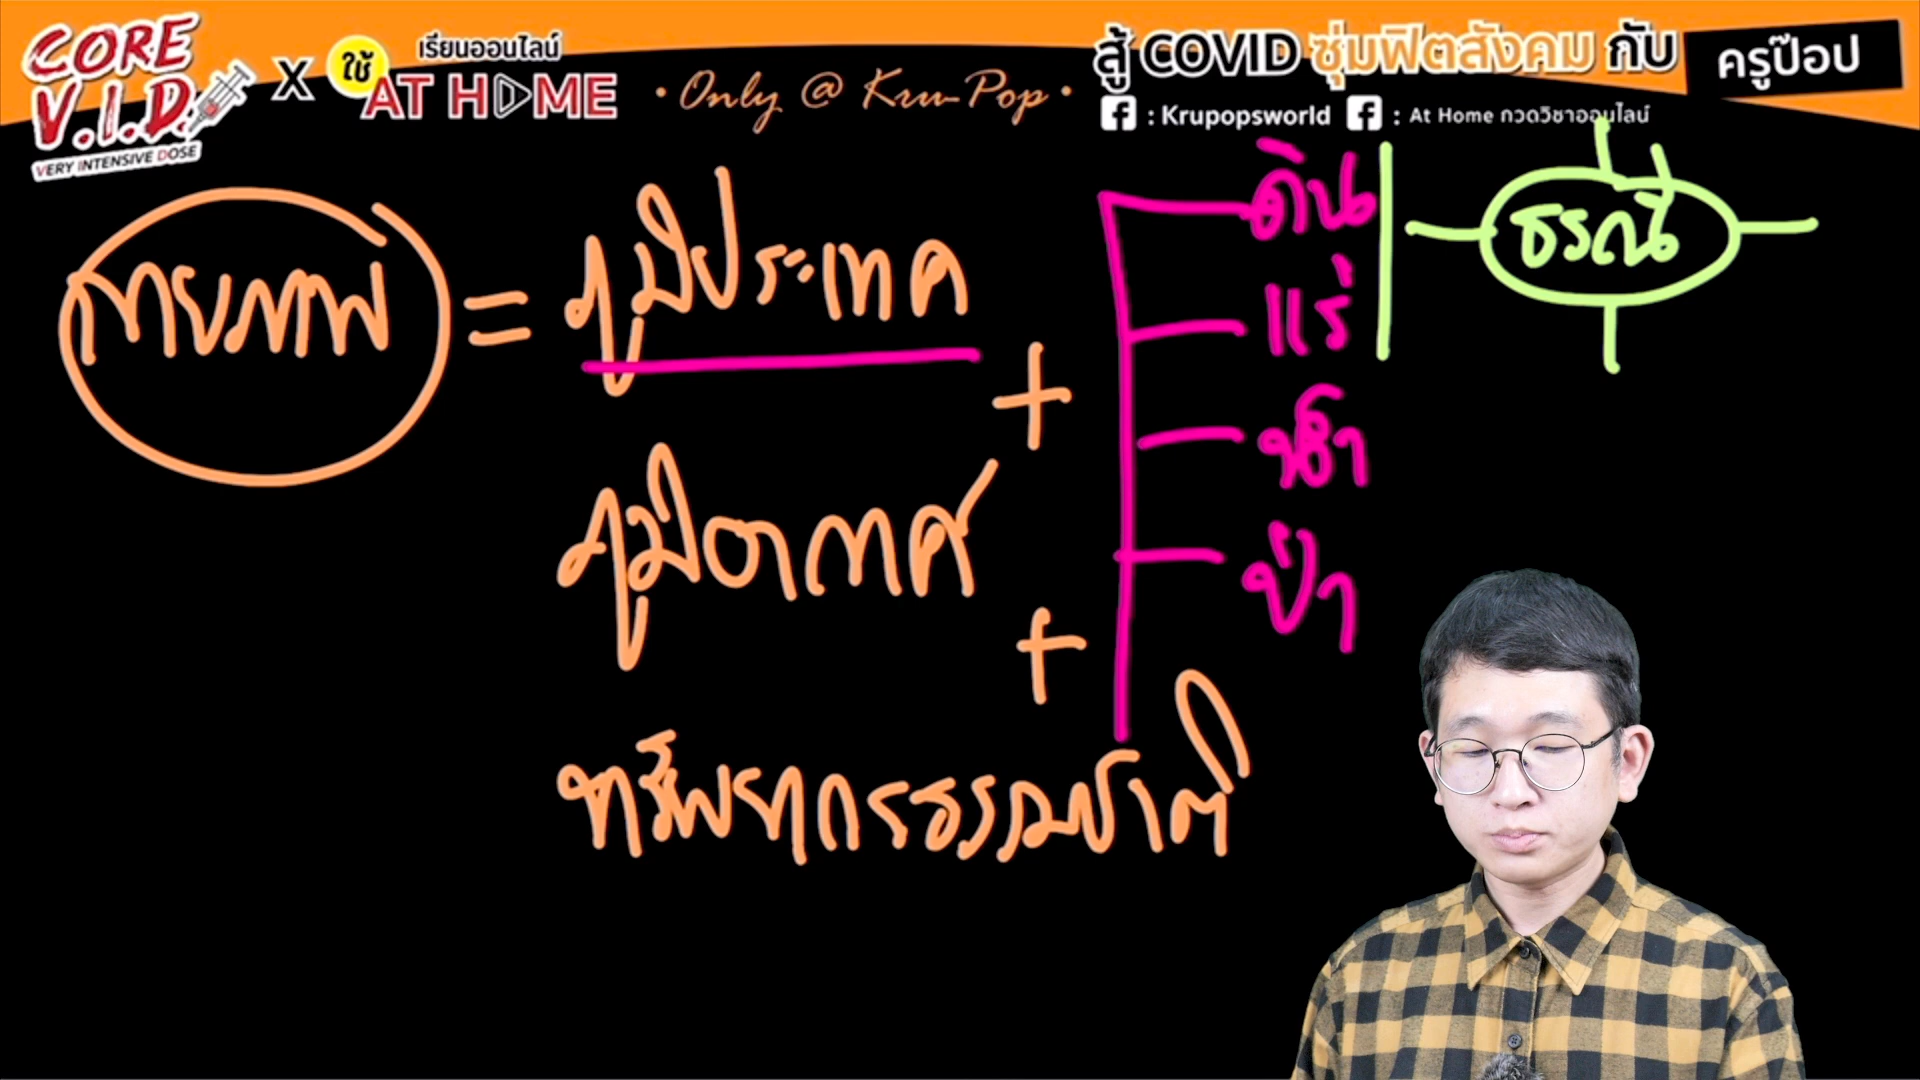 CORE
V.I.D.
VERY INTENSIVE DOSE
X
ใช้
เรียนออนไลน์
AT HOME
• Only @ Kru-Pop •
สู้ COVID ซุ่มฟิตสังคม กับ ครูป๊อป
: Krupopsworld : At Home กวดวิชาออนไลน์
กายภาพ = ภูมิประเทศ
+
ภูมิอากาศ
+
ทรัพยากรธรรมชาติ
ดิน
แร่
น้ำ
ป่า
ธรณี